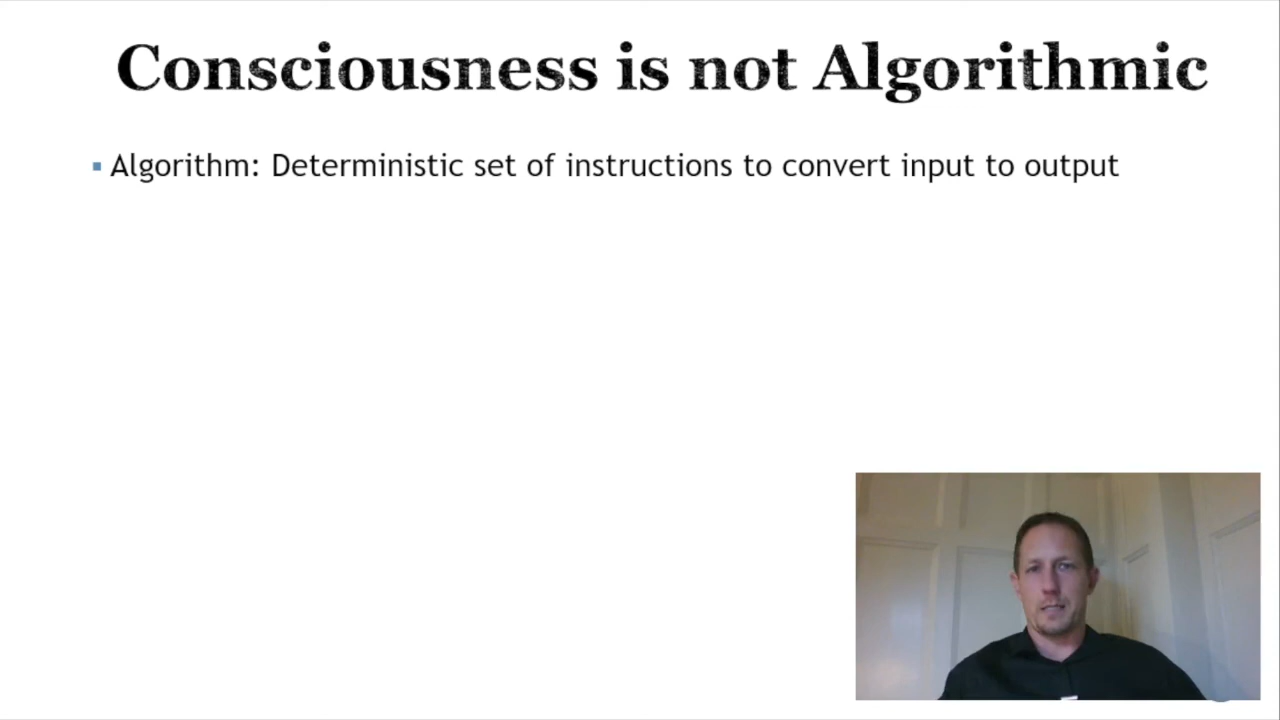 Consciousness is not Algorithmic
Algorithm: Deterministic set of instructions to convert input to output